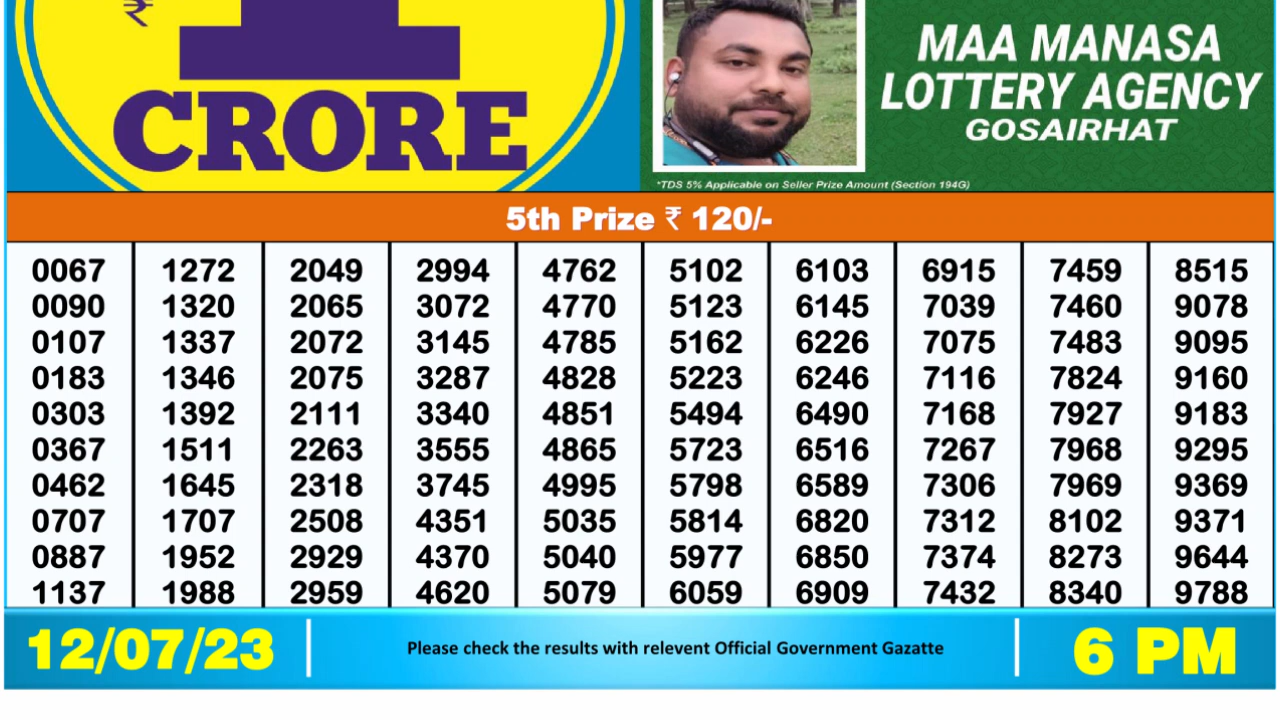 ₹ 1
CRORE
MAA MANASA
LOTTERY AGENCY
GOSAIRHAT
*TDS 5% Applicable on Seller Prize Amount (Section 194G)
5th Prize ₹ 120/-
0067 1272 2049 2994 4762 5102 6103 6915 7459 8515
0090 1320 2065 3072 4770 5123 6145 7039 7460 9078
0107 1337 2072 3145 4785 5162 6226 7075 7483 9095
0183 1346 2075 3287 4828 5223 6246 7116 7824 9160
0303 1392 2111 3340 4851 5494 6490 7168 7927 9183
0367 1511 2263 3555 4865 5723 6516 7267 7968 9295
0462 1645 2318 3745 4995 5798 6589 7306 7969 9369
0707 1707 2508 4351 5035 5814 6820 7312 8102 9371
0887 1952 2929 4370 5040 5977 6850 7374 8273 9644
1137 1988 2959 4620 5079 6059 6909 7432 8340 9788
12/07/23
Please check the results with relevent Official Government Gazatte
6 PM